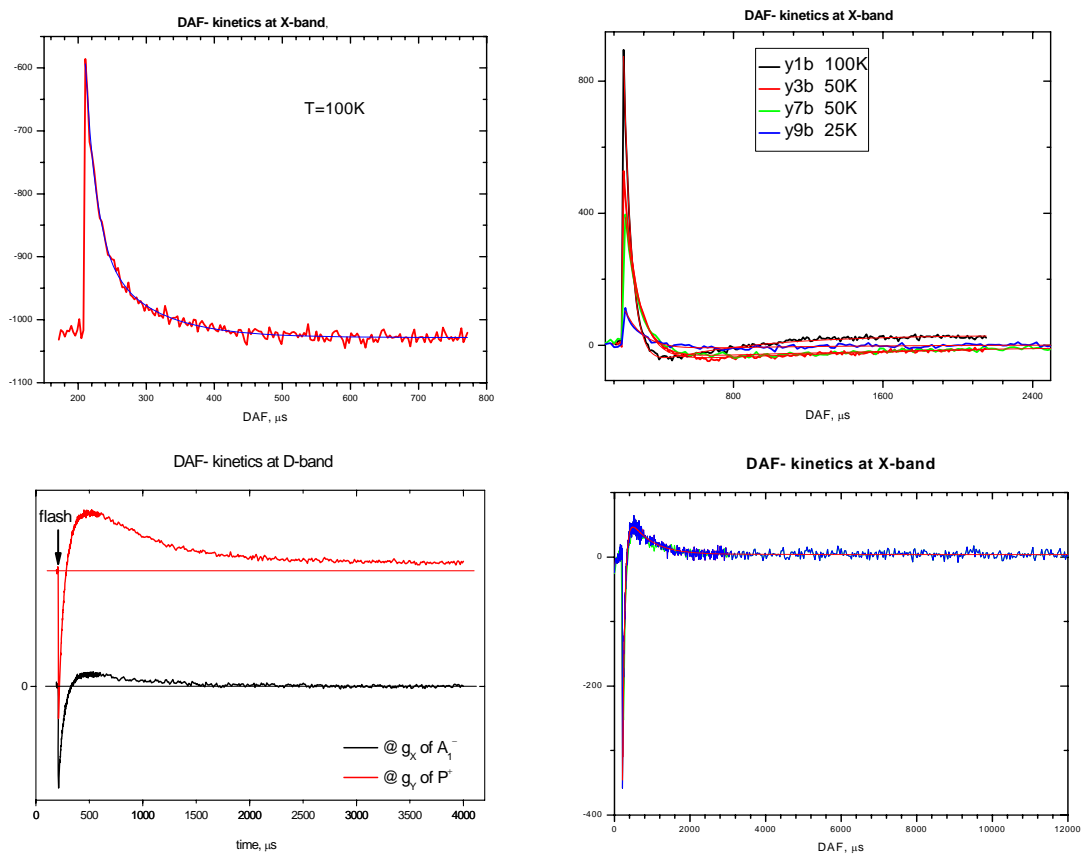 DAF- kinetics at X-band,
-600
-700
-800
-900
-1000
-1100
T=100K
200 300 400 500 600 700 800
DAF, μs
DAF- kinetics at X-band
800
400
0
y1b 100K
y3b 50K
y7b 50K
y9b 25K
800 1600 2400
DAF, μs
DAF- kinetics at D-band
flash
0
@ g_X of A_1^-
@ g_Y of P^+
0 500 1000 1500 2000 2500 3000 3500 4000
time, μs
DAF- kinetics at X-band
0
-200
-400
0 2000 4000 6000 8000 10000 12000
DAF, μs